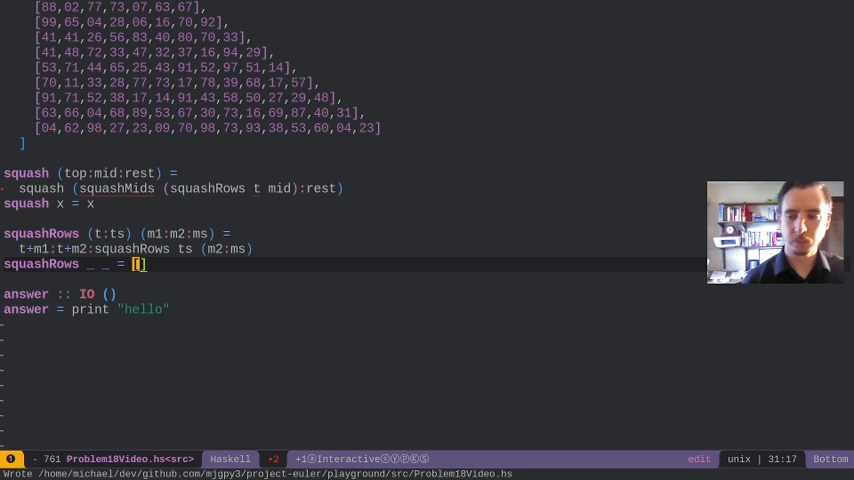 [88,02,77,73,07,63,67],
[99,65,04,28,06,16,70,92],
[41,41,26,56,83,40,80,70,33],
[41,48,72,33,47,32,37,16,94,29],
[53,71,44,65,25,43,91,52,97,51,14],
[70,11,33,28,77,73,17,78,39,68,17,57],
[91,71,52,38,17,14,91,43,58,50,27,29,48],
[63,66,04,68,89,53,67,30,73,16,69,87,40,31],
[04,62,98,27,23,09,70,98,73,93,38,53,60,04,23]
]
squash (top:mid:rest) =
squash (squashMids (squashRows t mid):rest)
squash x = x
squashRows (t:ts) (m1:m2:ms) =
t+m1:t+m2:squashRows ts (m2:ms)
squashRows _ _ = []
answer :: IO ()
answer = print "hello"
~
~
~
~
~
~
~
~
~
❶ - 761 Problem18Video.hs<src> Haskell •2 +1ⓐInteractiveⓢⓨⓟⓀⓈ edit unix | 31:17 Bottom
Wrote /home/michael/dev/github.com/mjgpy3/project-euler/playground/src/Problem18Video.hs